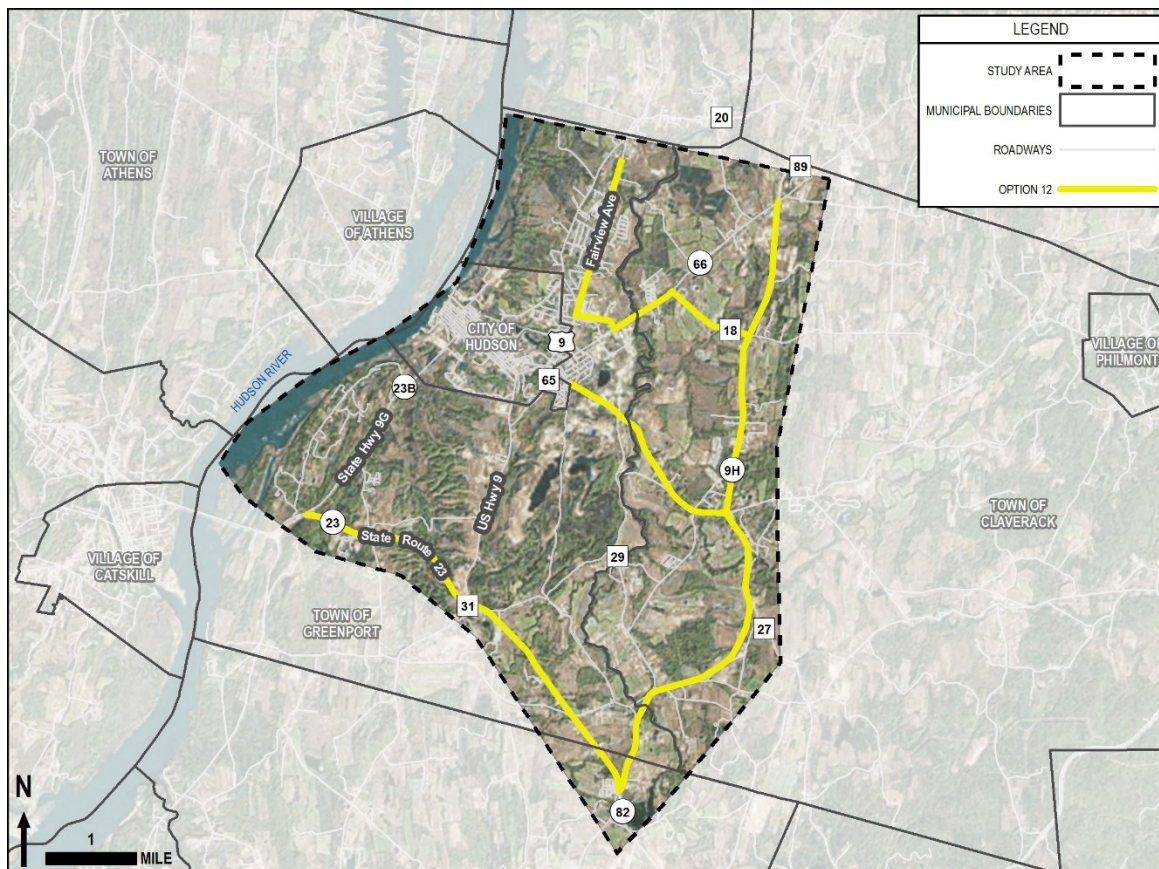 LEGEND
STUDY AREA
MUNICIPAL BOUNDARIES
ROADWAYS
OPTION 12
20
89
TOWN OF
ATHENS
VILLAGE
OF ATHENS
Fairview Ave
66
CITY OF
HUDSON
9
18
65
23B
HUDSON RIVER
VILLAGE OF
PHILMONT
State Hwy 9G
US Hwy 9
9H
TOWN OF
CLAVERACK
23
State Route 23
29
VILLAGE OF
CATSKILL
31
TOWN OF
GREENPORT
27
82
N
1
MILE